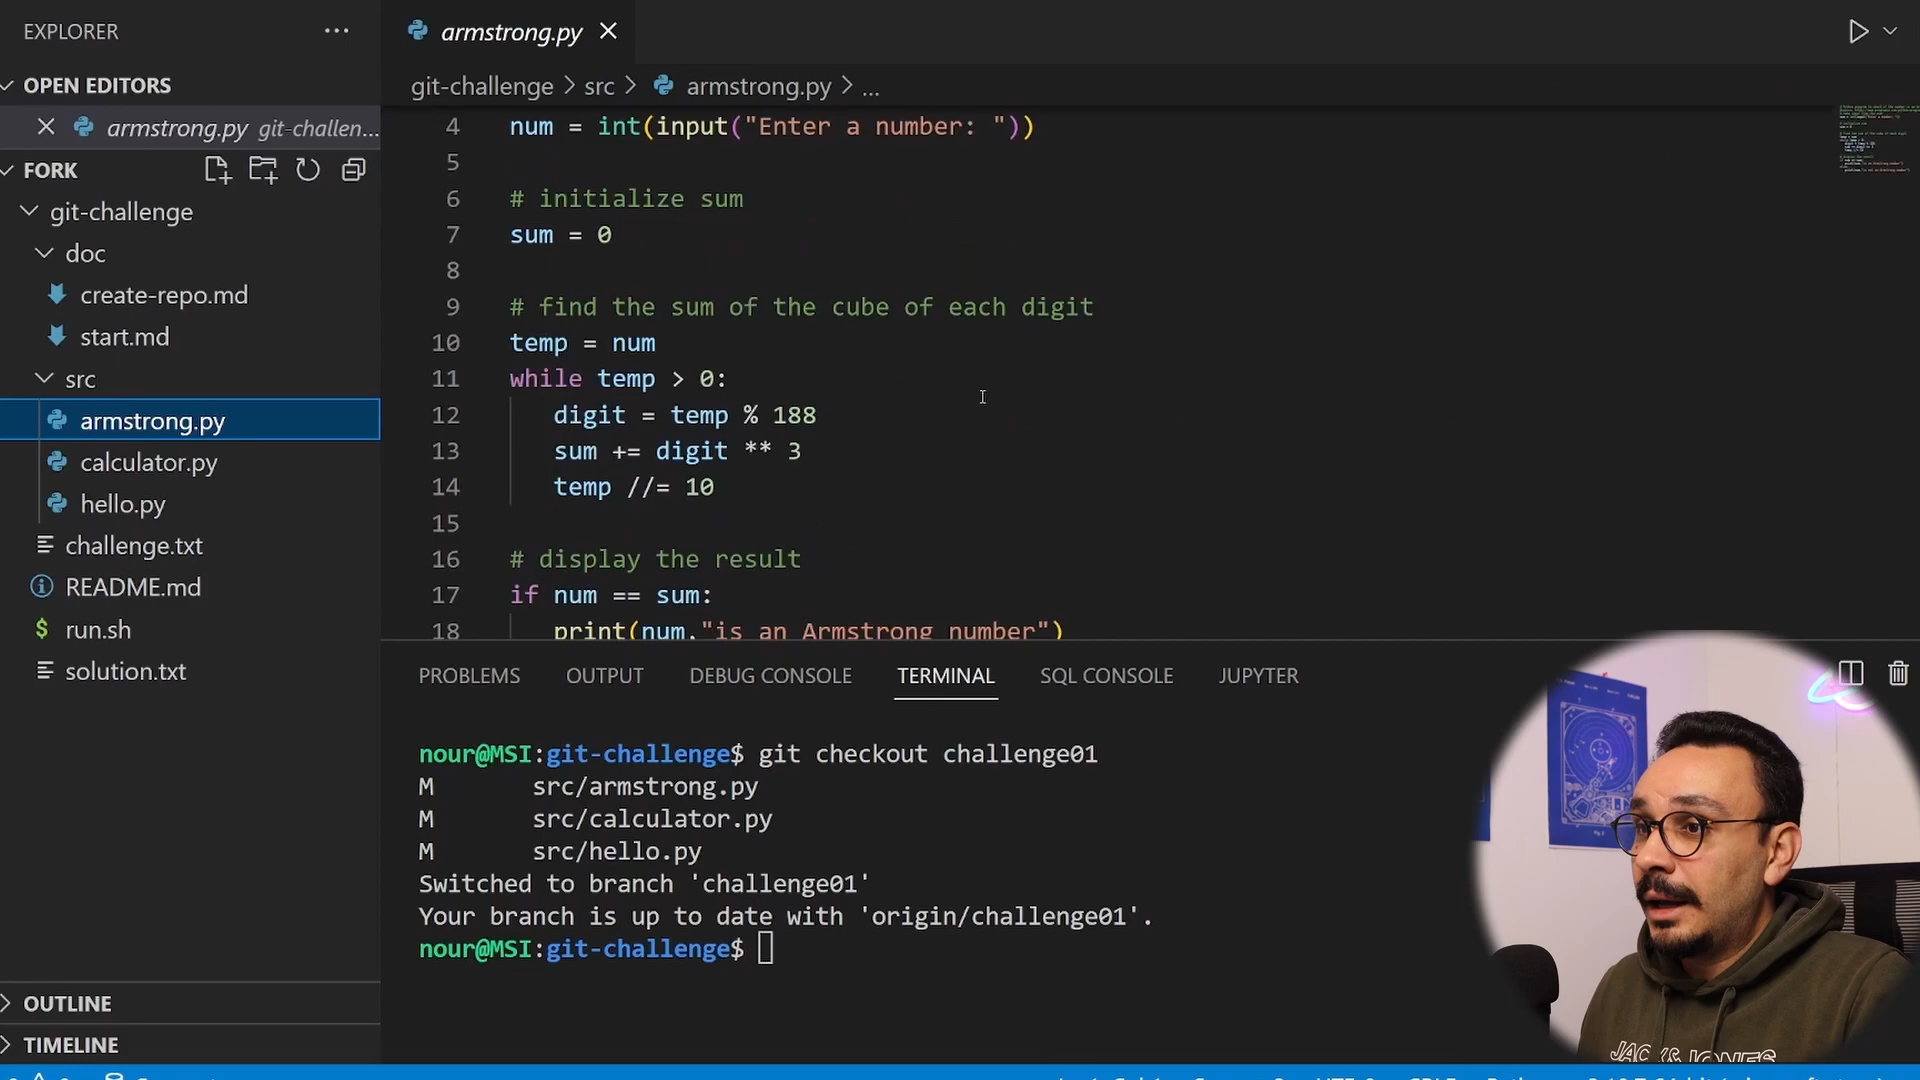 EXPLORER
OPEN EDITORS
armstrong.py git-challen...
FORK
git-challenge
doc
create-repo.md
start.md
src
armstrong.py
calculator.py
hello.py
challenge.txt
README.md
run.sh
solution.txt
OUTLINE
TIMELINE
armstrong.py
git-challenge > src > armstrong.py > ...
4 num = int(input("Enter a number: "))
5
6 # initialize sum
7 sum = 0
8
9 # find the sum of the cube of each digit
10 temp = num
11 while temp > 0:
12 digit = temp % 188
13 sum += digit ** 3
14 temp //= 10
15
16 # display the result
17 if num == sum:
18 print(num,"is an Armstrong number")
PROBLEMS OUTPUT DEBUG CONSOLE TERMINAL SQL CONSOLE JUPYTER
nour@MSI:git-challenge$ git checkout challenge01
M src/armstrong.py
M src/calculator.py
M src/hello.py
Switched to branch 'challenge01'
Your branch is up to date with 'origin/challenge01'.
nour@MSI:git-challenge$
JACK & JONES